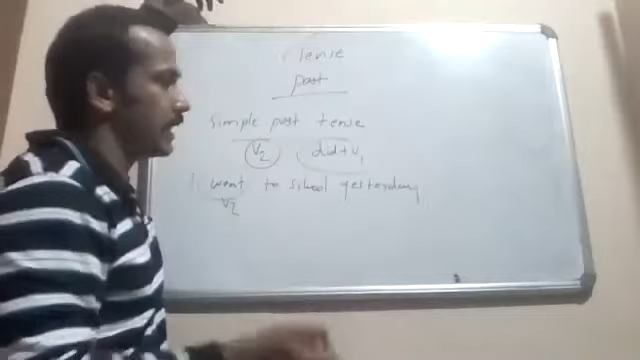 Tense
past
simple past tense
V2 did+V1
I went to school yesterday
V2